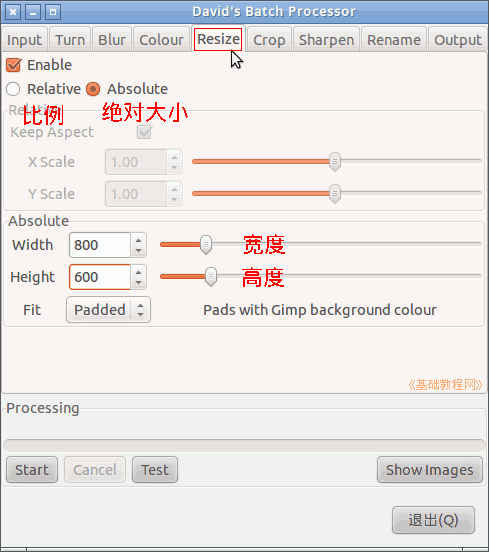 David's Batch Processor
Input Turn Blur Colour Resize Crop Sharpen Rename Output
Enable
Relative Absolute
Relative
比例 绝对大小
Keep Aspect
X Scale 1.00
Y Scale 1.00
Absolute
Width 800 宽度
Height 600 高度
Fit Padded Pads with Gimp background colour
《基础教程网》
Processing
Start Cancel Test Show Images
退出(Q)